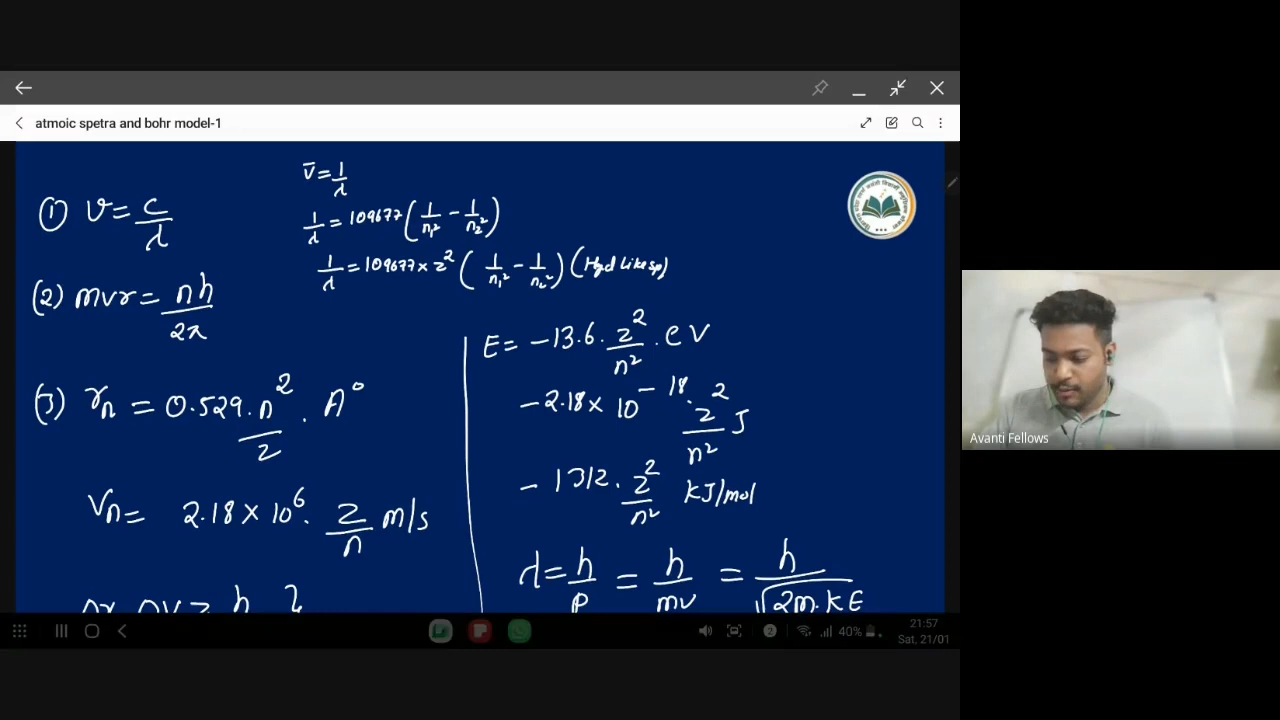 atmoic spetra and bohr model-1
v̄ = 1/λ
① ν = c/λ
1/λ = 109677 (1/n₁² − 1/n₂²)
1/λ = 109677 × z² (1/n₁² − 1/n₂²) (Hyd like sp)
(2) mvr = nh/2π
E = −13.6 . z²/n² . eV
(3) rₙ = 0.529 . n²/z . A°
−2.18 × 10⁻¹⁸ . z²/n² J
− 1312 . z²/n² KJ/mol
Vₙ = 2.18 × 10⁶ . z/n m/s
λ = h/p = h/mv = h/√2m.KE
Avanti Fellows
21:57
40%
Sat, 21/01